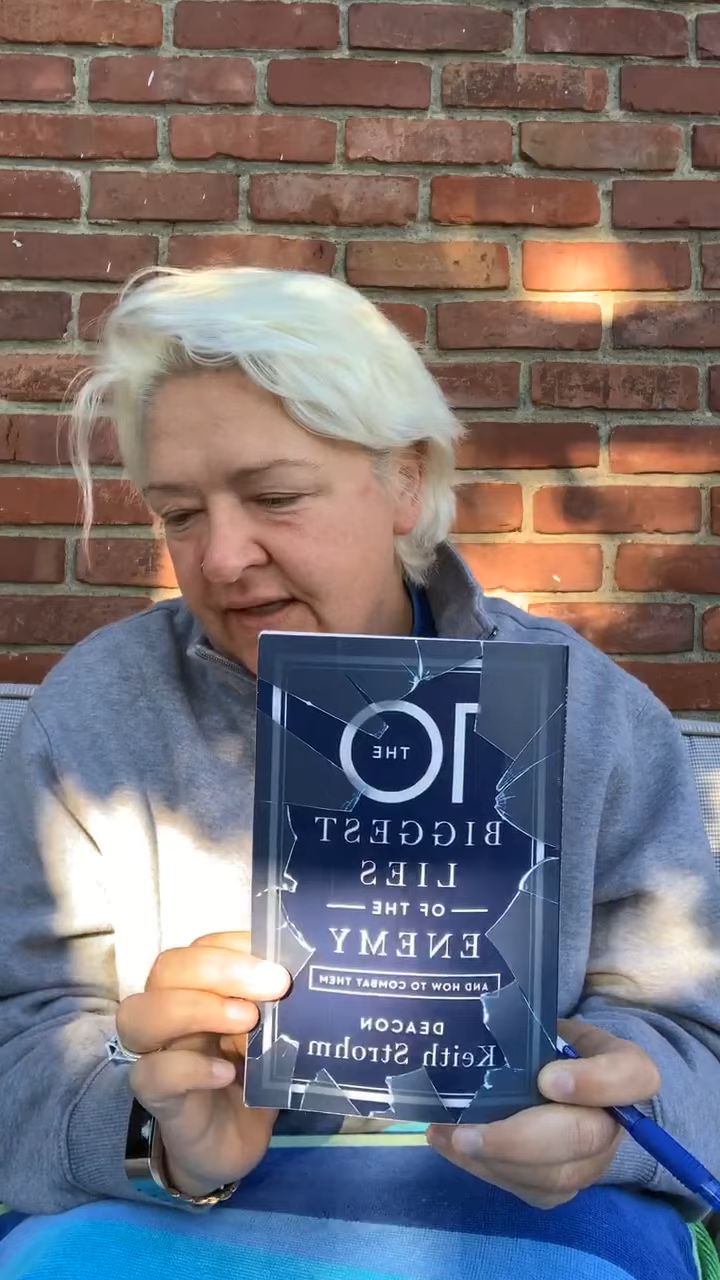 THE
10
BIGGEST
LIES
OF THE
ENEMY
AND HOW TO COMBAT THEM
DEACON
Keith Strohm